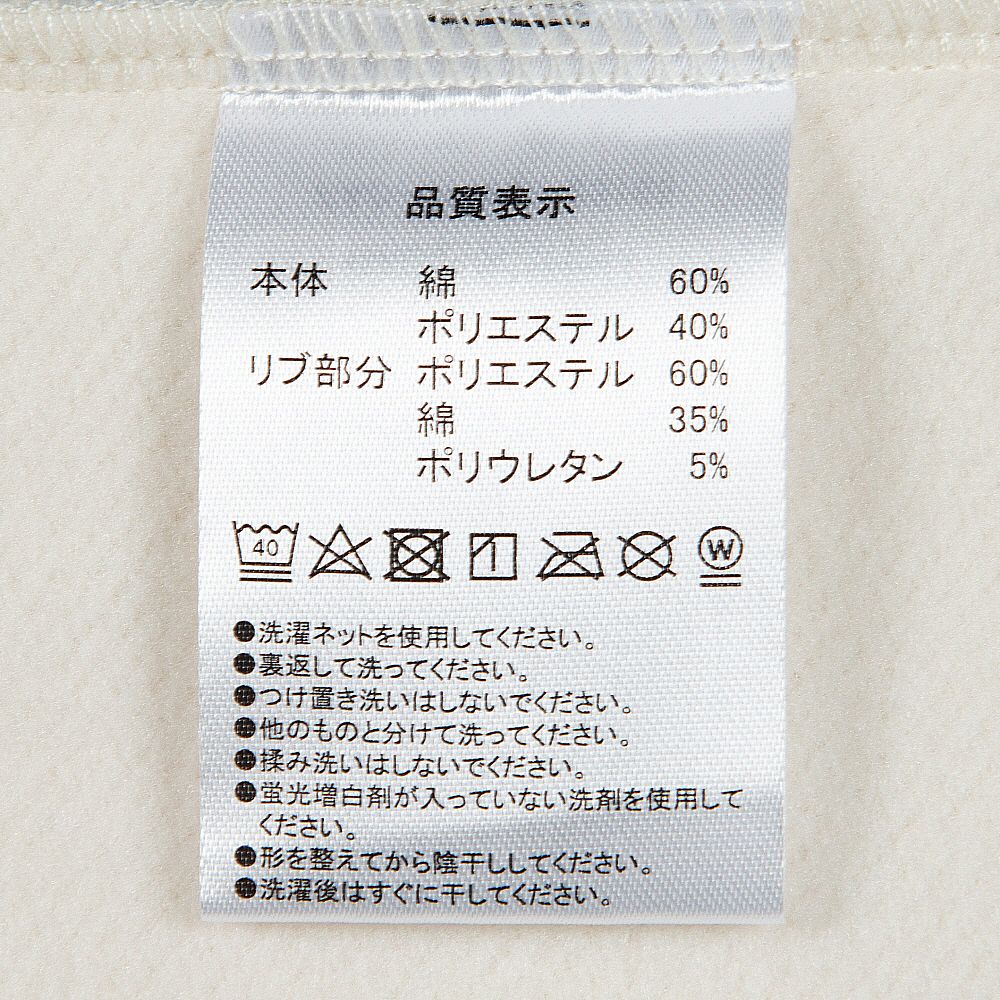 品質表示
本体 綿 60%
ポリエステル 40%
リブ部分 ポリエステル 60%
綿 35%
ポリウレタン 5%
40 W
●洗濯ネットを使用してください。
●裏返して洗ってください。
●つけ置き洗いはしないでください。
●他のものと分けて洗ってください。
●揉み洗いはしないでください。
●蛍光増白剤が入っていない洗剤を使用して
ください。
●形を整えてから陰干ししてください。
●洗濯後はすぐに干してください。